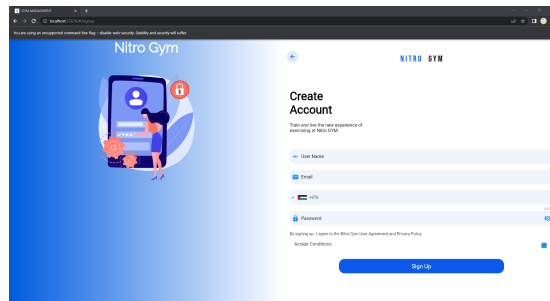 GYM MANAGEMENT
You are using an unsupported command-line flag: --disable-web-security. Stability and security will suffer.
Nitro Gym
NITRO GYM
Create
Account
Train and live the new experience of
exercising at Nitro GYM
User Name
Email
+970
Password
By signing up, I agree to the Nitro Gym User Agreement and Privacy Policy.
Accept Conditions
Sign Up